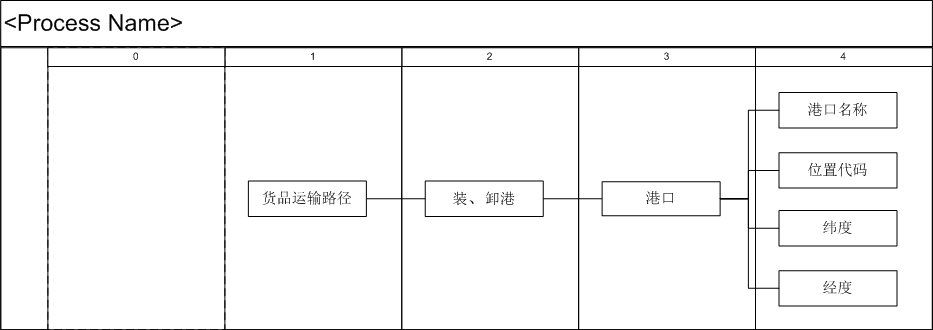 <Process Name>
0
1
2
3
4
货品运输路径
装、卸港
港口
港口名称
位置代码
纬度
经度